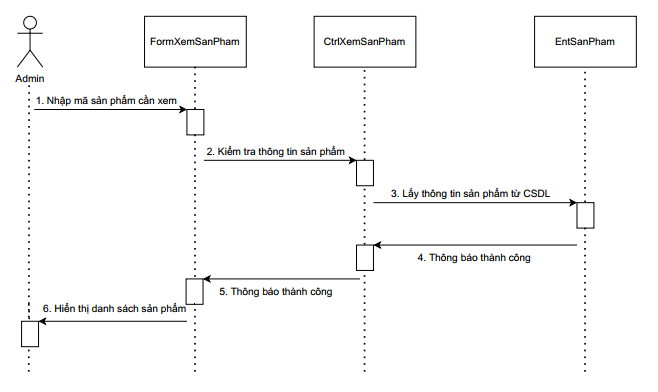 FormXemSanPham
CtrlXemSanPham
EntSanPham
Admin
1. Nhập mã sản phẩm cần xem
2. Kiểm tra thông tin sản phẩm
3. Lấy thông tin sản phẩm từ CSDL
4. Thông báo thành công
5. Thông báo thành công
6. Hiển thị danh sách sản phẩm